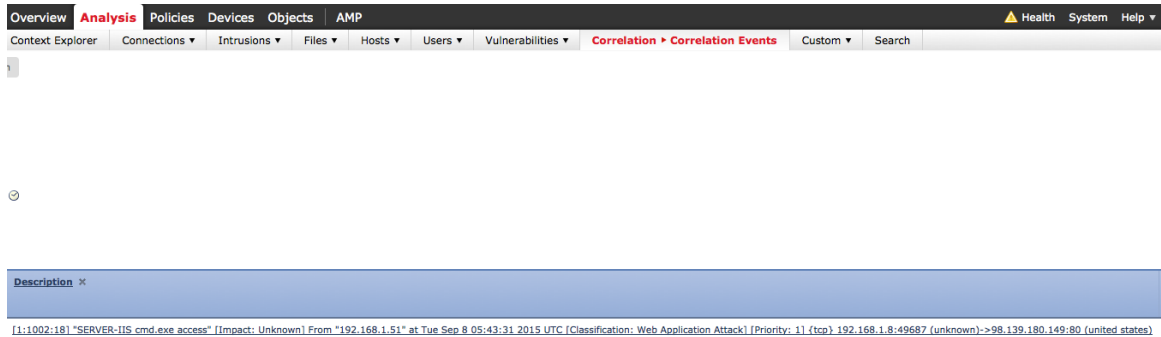 Overview Analysis Policies Devices Objects AMP Health System Help ▼
Context Explorer Connections ▼ Intrusions ▼ Files ▼ Hosts ▼ Users ▼ Vulnerabilities ▼ Correlation ▸ Correlation Events Custom ▼ Search
Description ×
[1:1002:18] "SERVER-IIS cmd.exe access" [Impact: Unknown] From "192.168.1.51" at Tue Sep 8 05:43:31 2015 UTC [Classification: Web Application Attack] [Priority: 1] {tcp} 192.168.1.8:49687 (unknown)->98.139.180.149:80 (united states)